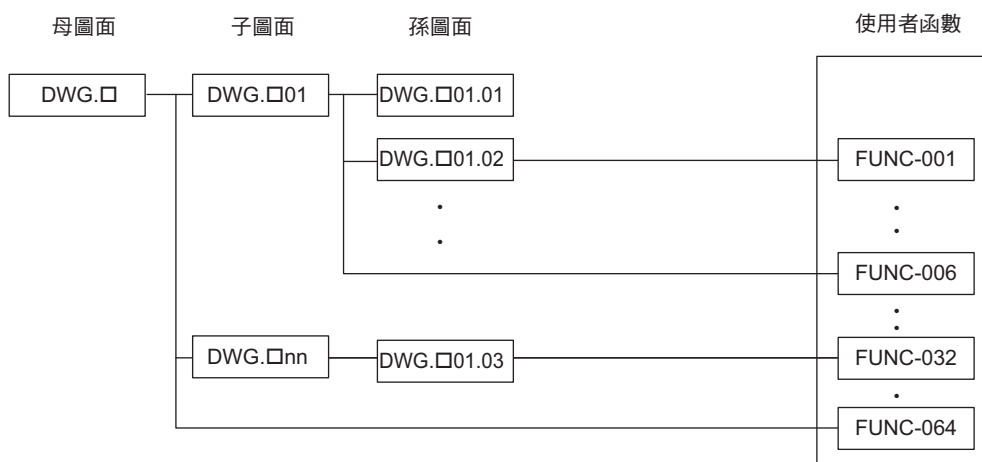 母圖面 子圖面 孫圖面 使用者函數
DWG.□ DWG.□01 DWG.□01.01
DWG.□01.02 FUNC-001
FUNC-006
DWG.□nn DWG.□01.03 FUNC-032
FUNC-064